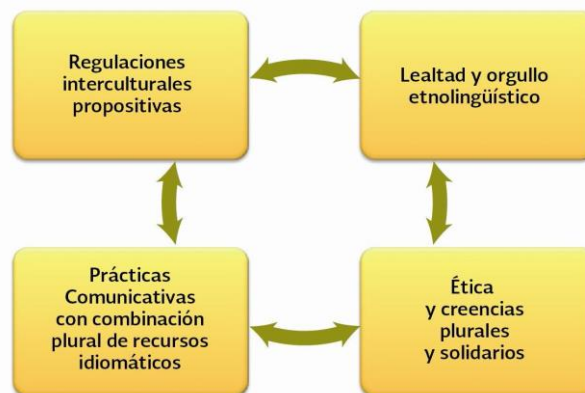 Regulaciones
interculturales
propositivas
Lealtad y orgullo
etnolingüístico
Prácticas
Comunicativas
con combinación
plural de recursos
idiomáticos
Ética
y creencias
plurales
y solidarios